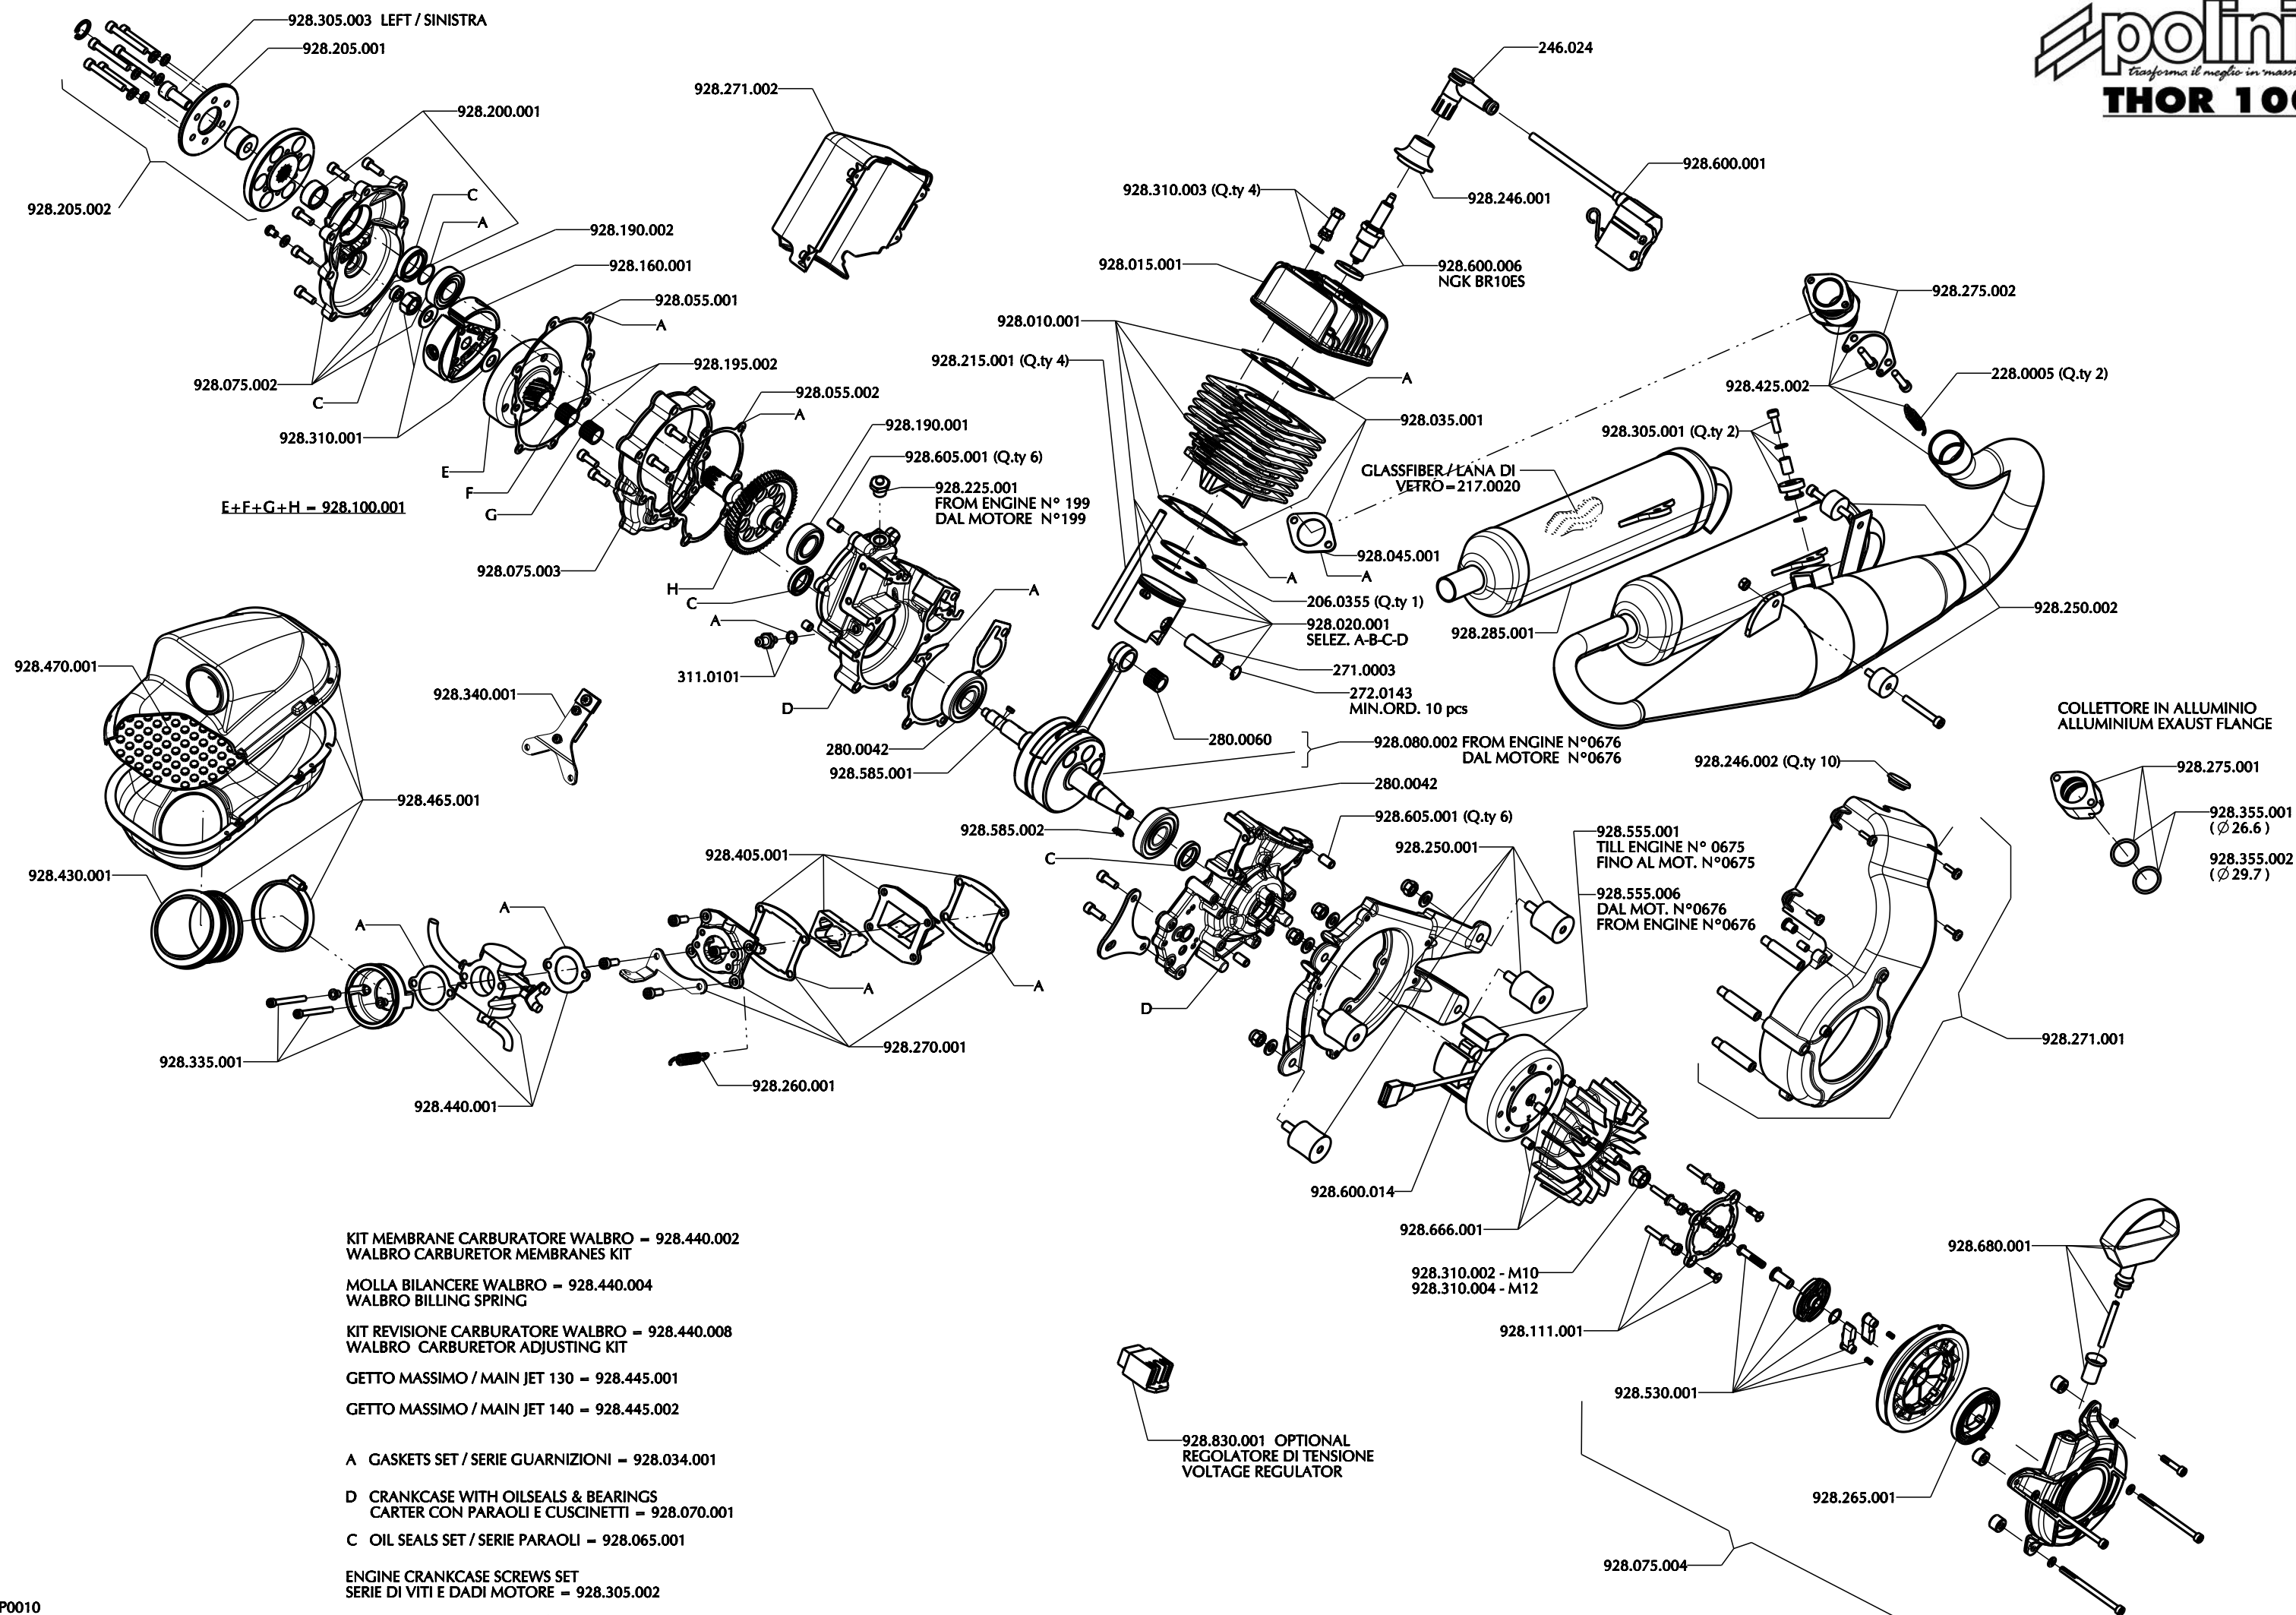 polini
trasforma il meglio in
THOR
928.305.003 LEFT / SINISTRA
928.205.001
928.200.001
C
A
928.205.002
928.190.002
928.160.001
928.055.001
A
928.075.002
C
928.310.001
928.195.002
928.055.002
A
E
F
G
E+F+G+H = 928.100.001
928.190.001
928.605.001 (Q.ty 6)
928.225.001
FROM ENGINE N° 199
DAL MOTORE N°199
928.075.003
H
C
A
311.0101
D
A
928.271.002
246.024
928.600.001
928.310.003 (Q.ty 4)
928.246.001
928.015.001
928.600.006
NGK BR10ES
928.010.001
928.215.001 (Q.ty 4)
A
928.035.001
928.045.001
A
A
206.0355 (Q.ty 1)
928.020.001
SELEZ. A-B-C-D
271.0003
272.0143
MIN.ORD. 10 pcs
280.0060
928.080.002 FROM ENGINE N°0676
DAL MOTORE N°0676
280.0042
928.585.001
280.0042
928.585.002
C
928.605.001 (Q.ty 6)
928.250.001
D
928.275.002
228.0005 (Q.ty 2)
928.425.002
928.305.001 (Q.ty 2)
GLASSFIBER / LANA DI
VETRO=217.0020
928.285.001
928.250.002
COLLETTORE IN ALLUMINIO
ALLUMINIUM EXAUST FLANGE
928.275.001
928.355.001
( Ø 26.6 )
928.355.002
( Ø 29.7 )
928.246.002 (Q.ty 10)
928.555.001
TILL ENGINE N° 0675
FINO AL MOT. N°0675
928.555.006
DAL MOT. N°0676
FROM ENGINE N°0676
928.271.001
928.470.001
928.340.001
928.465.001
928.430.001
A
A
928.335.001
928.440.001
928.405.001
A
A
928.270.001
928.260.001
928.600.014
928.666.001
928.310.002 - M10
928.310.004 - M12
928.111.001
928.530.001
928.680.001
928.265.001
928.075.004
928.830.001 OPTIONAL
REGOLATORE DI TENSIONE
VOLTAGE REGULATOR
KIT MEMBRANE CARBURATORE WALBRO = 928.440.002
WALBRO CARBURETOR MEMBRANES KIT
MOLLA BILANCERE WALBRO = 928.440.004
WALBRO BILLING SPRING
KIT REVISIONE CARBURATORE WALBRO = 928.440.008
WALBRO CARBURETOR ADJUSTING KIT
GETTO MASSIMO / MAIN JET 130 = 928.445.001
GETTO MASSIMO / MAIN JET 140 = 928.445.002
A GASKETS SET / SERIE GUARNIZIONI = 928.034.001
D CRANKCASE WITH OILSEALS & BEARINGS
CARTER CON PARAOLI E CUSCINETTI = 928.070.001
C OIL SEALS SET / SERIE PARAOLI = 928.065.001
ENGINE CRANKCASE SCREWS SET
SERIE DI VITI E DADI MOTORE = 928.305.002
P0010